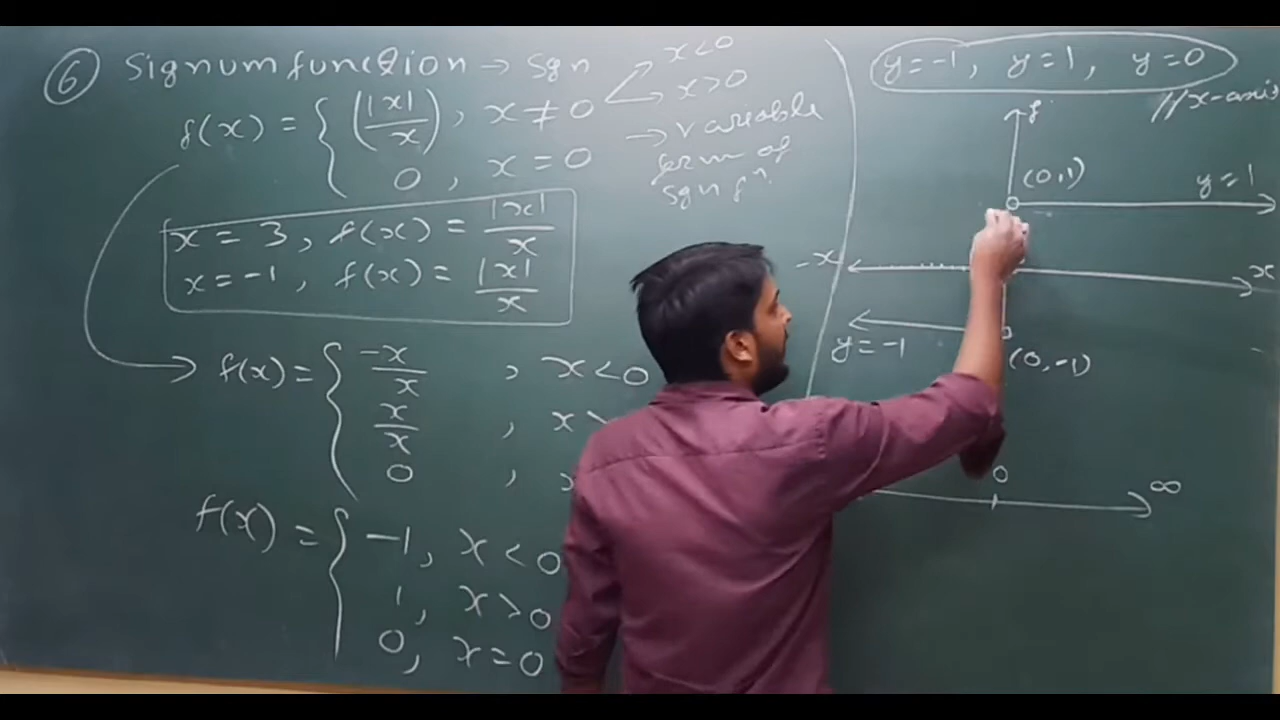 ⑥ Signum function → Sgn
x<0
x>0
f(x) = { |x|/x , x ≠ 0
0 , x = 0
→ variable
form of
sgn fⁿ.
x = 3, f(x) = |x|/x
x = -1, f(x) = |x|/x
f(x) = { -x/x , x < 0
x/x , x >
0 ,
f(x) = { -1, x < 0
1, x > 0
0, x = 0
y = -1, y = 1, y = 0
// x-axis
(0,1)
y = 1
-x
x
y = -1
(0,-1)
0
∞